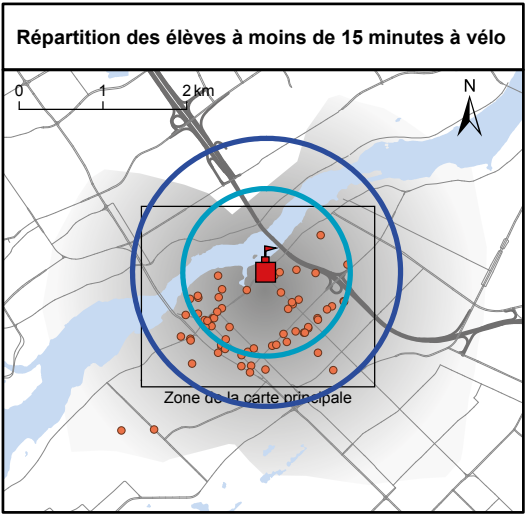 Répartition des élèves à moins de 15 minutes à vélo
0 1 2 km
N
Zone de la carte principale